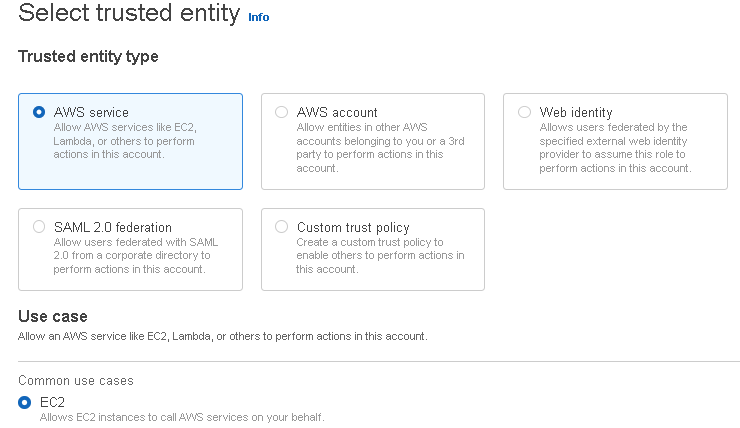 Select trusted entity Info
Trusted entity type
AWS service
Allow AWS services like EC2,
Lambda, or others to perform
actions in this account.
AWS account
Allow entities in other AWS
accounts belonging to you or a 3rd
party to perform actions in this
account.
Web identity
Allows users federated by the
specified external web identity
provider to assume this role to
perform actions in this account.
SAML 2.0 federation
Allow users federated with SAML
2.0 from a corporate directory to
perform actions in this account.
Custom trust policy
Create a custom trust policy to
enable others to perform actions in
this account.
Use case
Allow an AWS service like EC2, Lambda, or others to perform actions in this account.
Common use cases
EC2
Allows EC2 instances to call AWS services on your behalf.